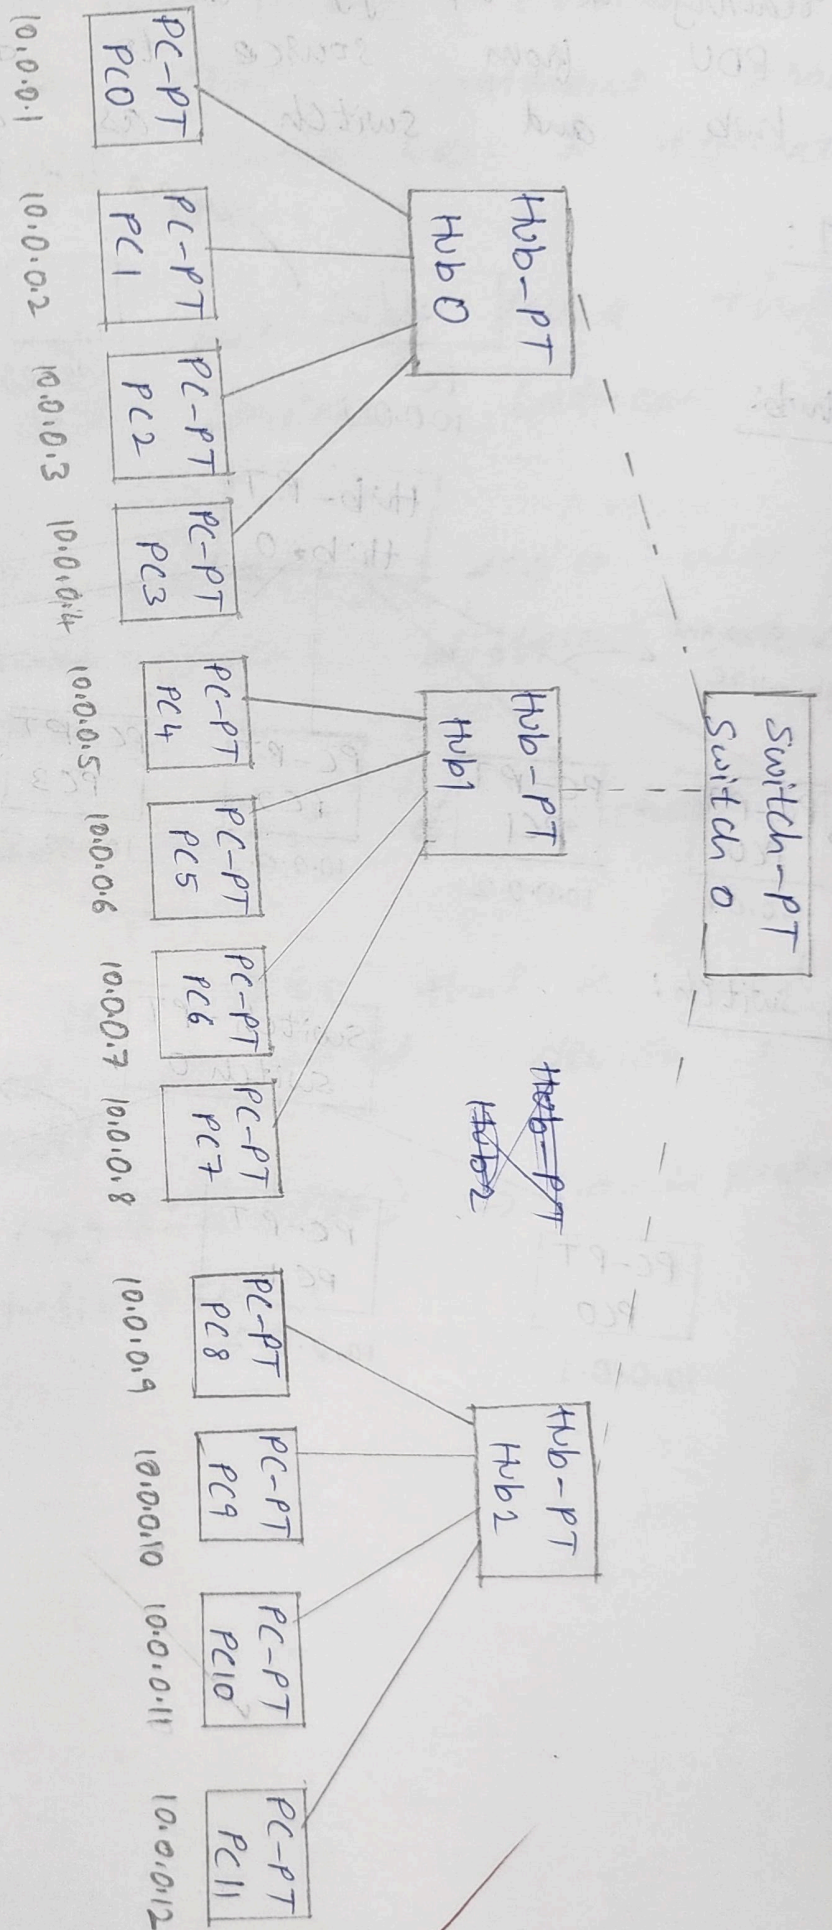 Switch-PT
Switch 0
Hub-PT
Hub 0
Hub-PT
Hub1
Hub-PT
Hub2
Hub-PT
Hub2
PC-PT
PC0
PC-PT
PC1
PC-PT
PC2
PC-PT
PC3
PC-PT
PC4
PC-PT
PC5
PC-PT
PC6
PC-PT
PC7
PC-PT
PC8
PC-PT
PC9
PC-PT
PC10
PC-PT
PC11
10.0.0.1
10.0.0.2
10.0.0.3
10.0.0.4
10.0.0.5
10.0.0.6
10.0.0.7
10.0.0.8
10.0.0.9
10.0.0.10
10.0.0.11
10.0.0.12